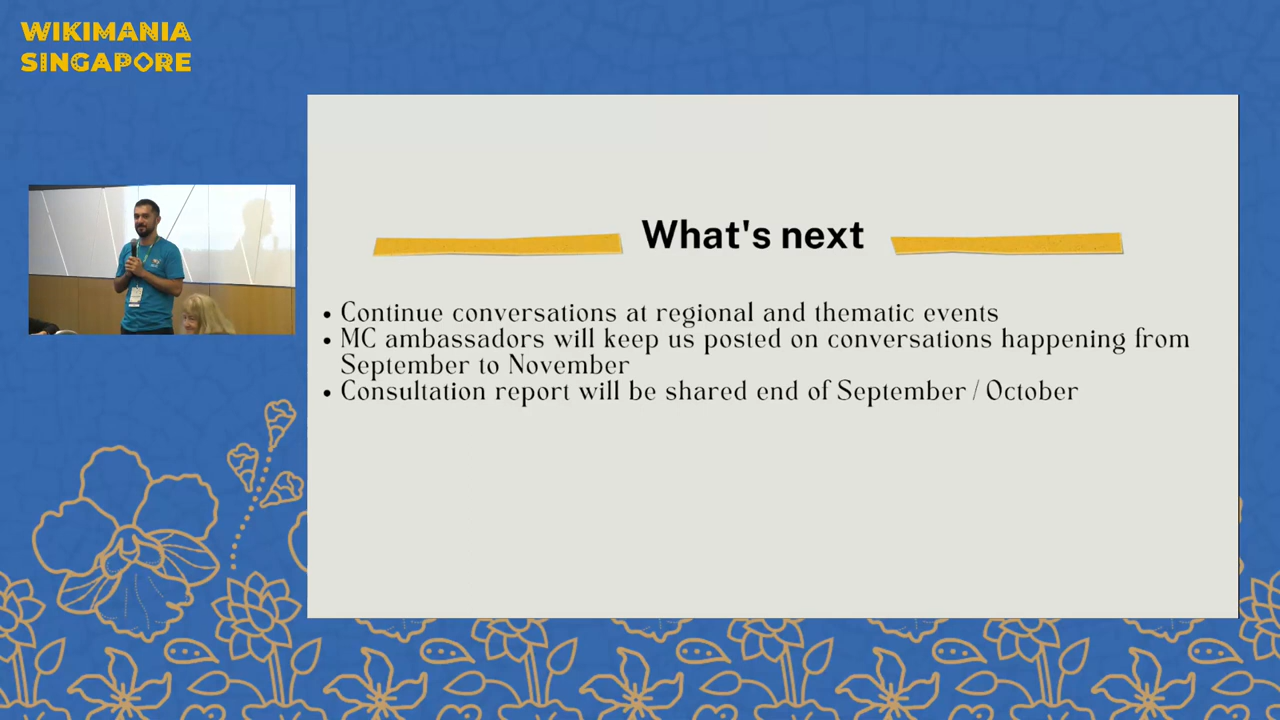 WIKIMANIA
SINGAPORE
What's next
• Continue conversations at regional and thematic events
• MC ambassadors will keep us posted on conversations happening from
September to November
• Consultation report will be shared end of September / October